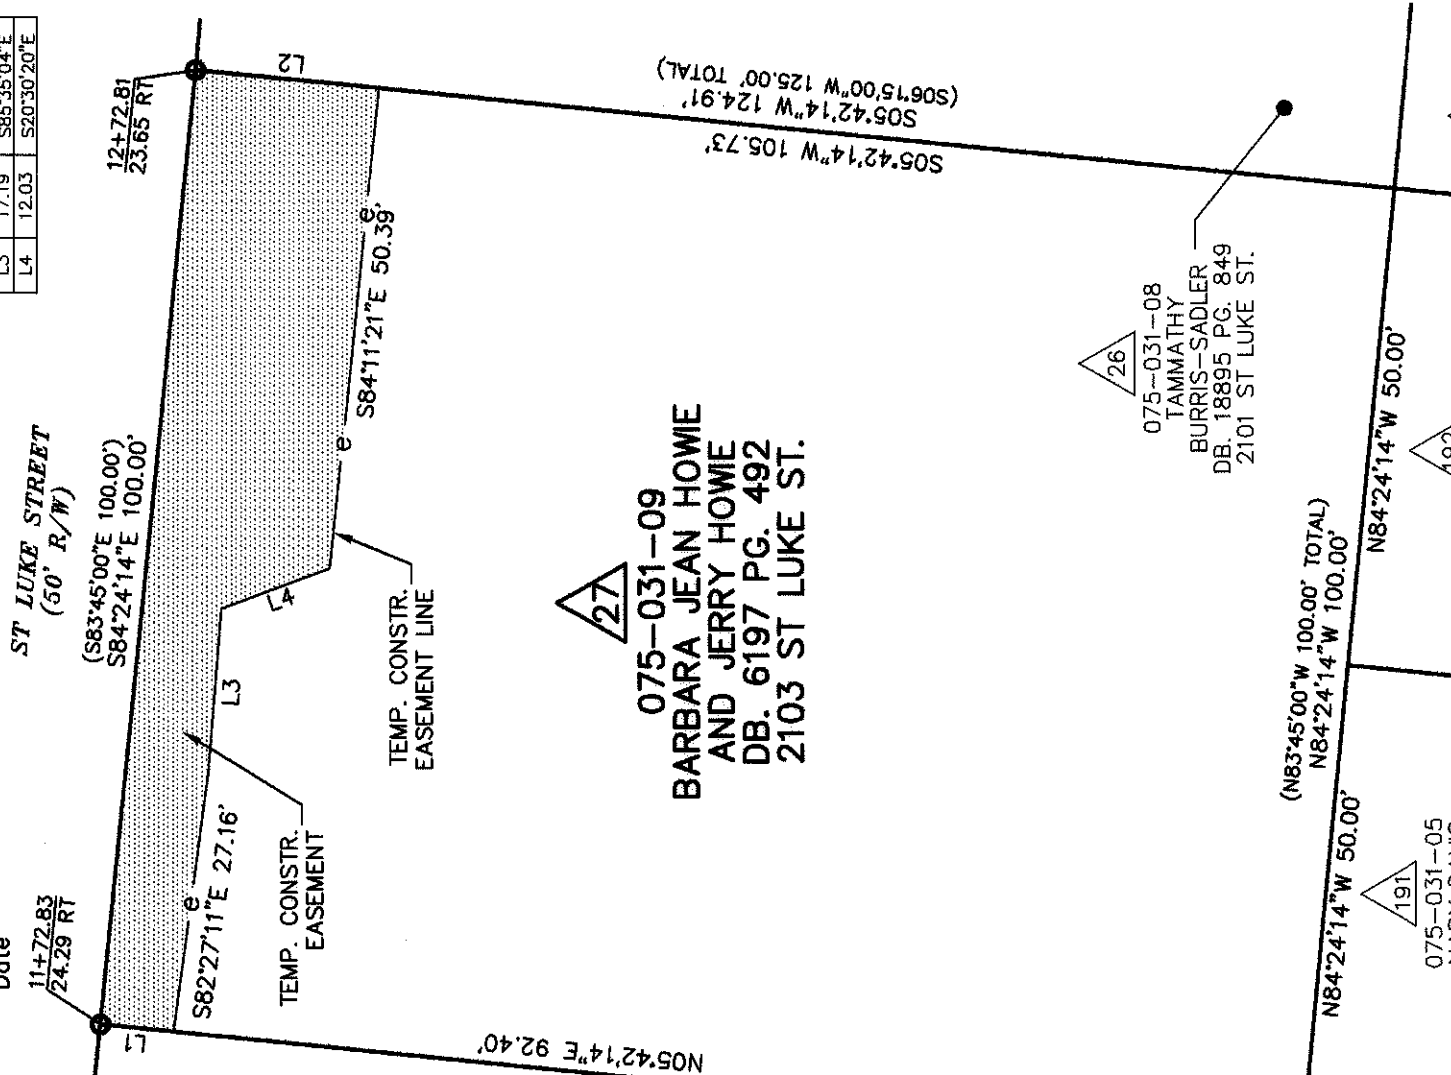 L3 17.19 S85°35'04"E
L4 12.03 S20°30'20"E
ST LUKE STREET
(50' R/W)
Date
11+72.83
24.29 RT
12+72.81
23.65 RT
(S83°45'00"E 100.00')
S84°24'14"E 100.00'
L1
L2
L3
L4
e
S82°27'11"E 27.16'
e
S84°11'21"E 50.39'
e
TEMP. CONSTR.
EASEMENT
TEMP. CONSTR.
EASEMENT LINE
N05°42'14"E 92.40'
S05°42'14"W 105.73'
S05°42'14"W 124.91'
(S06°15'00"W 125.00' TOTAL)
27
075-031-09
BARBARA JEAN HOWIE
AND JERRY HOWIE
DB. 6197 PG. 492
2103 ST LUKE ST.
26
075-031-08
TAMMATHY
BURRIS-SADLER
DB. 18895 PG. 849
2101 ST LUKE ST.
(N83°45'00"W 100.00' TOTAL)
N84°24'14"W 100.00'
N84°24'14"W 50.00'
N84°24'14"W 50.00'
191
075-031-05